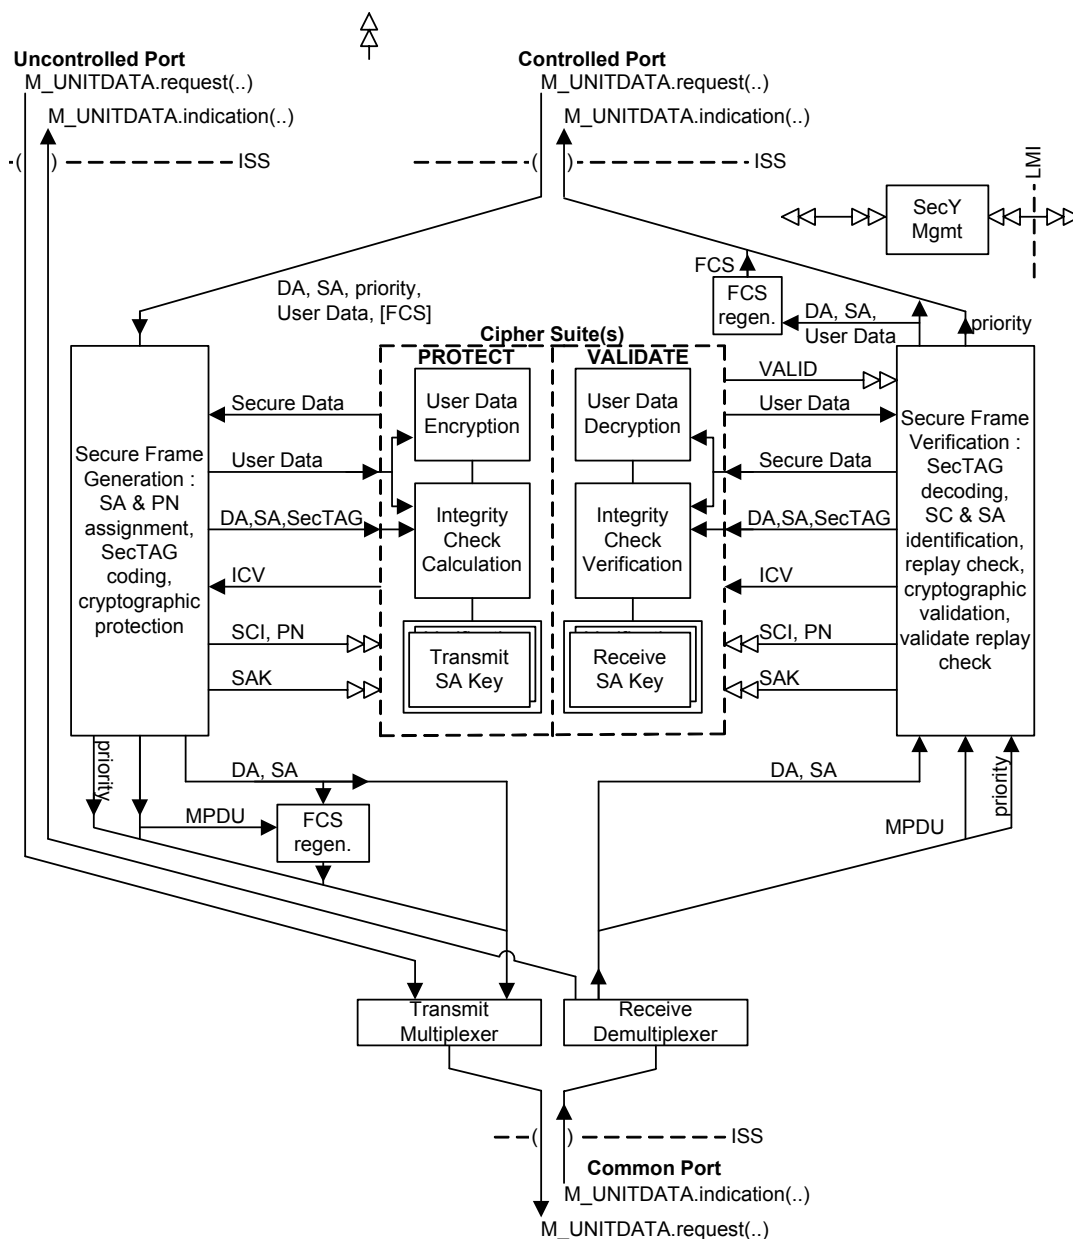 Uncontrolled Port
M_UNITDATA.request(..)
M_UNITDATA.indication(..)
( ) ISS
Controlled Port
M_UNITDATA.request(..)
M_UNITDATA.indication(..)
( ) ISS
LMI
SecY
Mgmt
DA, SA, priority,
User Data, [FCS]
FCS
FCS
regen.
DA, SA,
User Data
priority
Cipher Suite(s)
PROTECT
VALIDATE
Secure Frame
Generation :
SA & PN
assignment,
SecTAG
coding,
cryptographic
protection
Secure Data
User Data
DA,SA,SecTAG
ICV
SCI, PN
SAK
User Data
Encryption
Integrity
Check
Calculation
Transmit
SA Key
User Data
Decryption
Integrity
Check
Verification
Receive
SA Key
VALID
User Data
Secure Data
DA,SA,SecTAG
ICV
SCI, PN
SAK
Secure Frame
Verification :
SecTAG
decoding,
SC & SA
identification,
replay check,
cryptographic
validation,
validate replay
check
priority
DA, SA
MPDU
FCS
regen.
DA, SA
MPDU
priority
Transmit
Multiplexer
Receive
Demultiplexer
( ) ISS
Common Port
M_UNITDATA.indication(..)
M_UNITDATA.request(..)